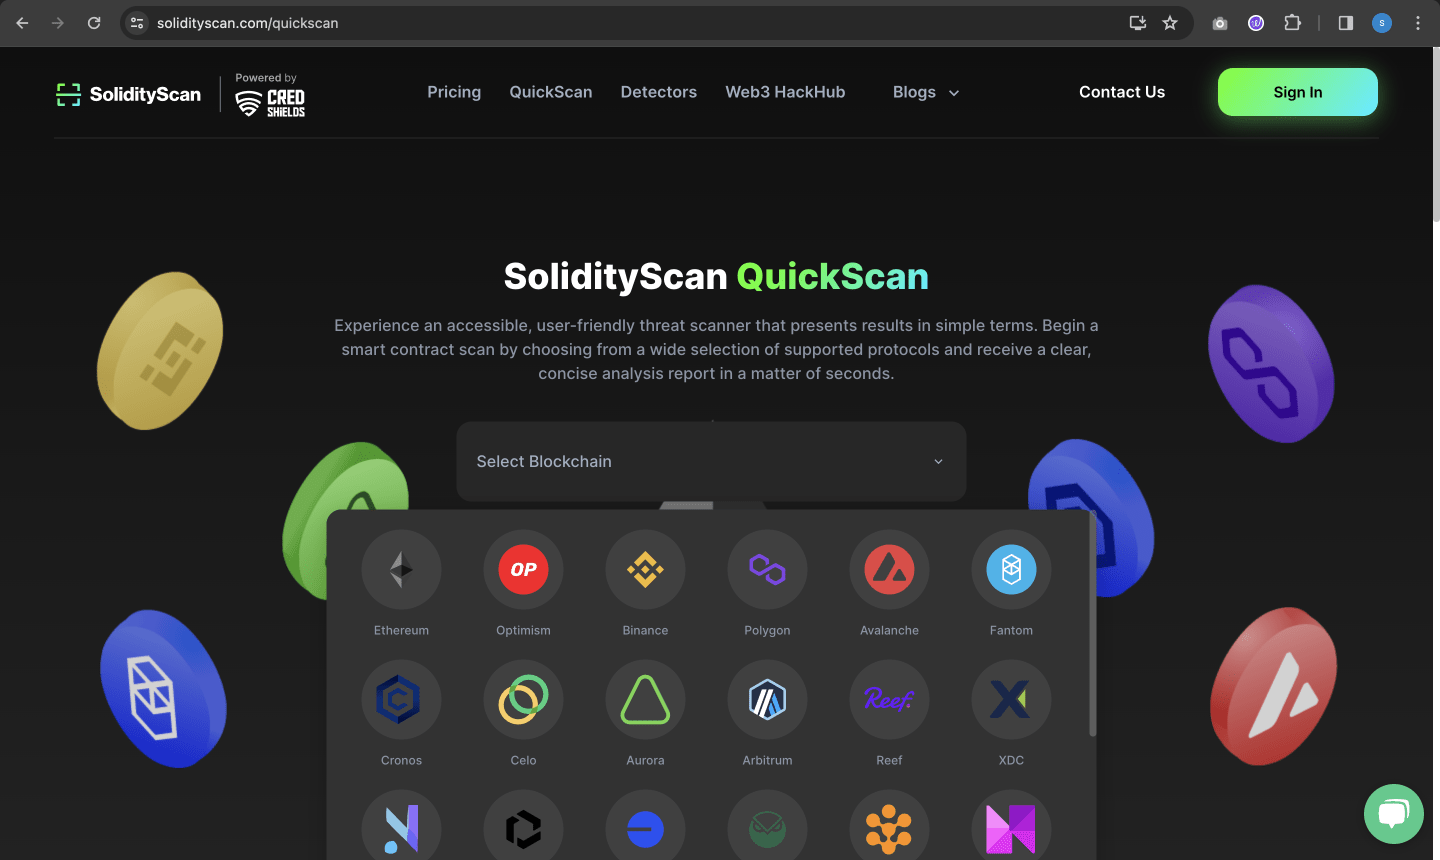 solidityscan.com/quickscan
S
SolidityScan
Powered by
CRED
SHIELDS
Pricing
QuickScan
Detectors
Web3 HackHub
Blogs
Contact Us
Sign In
SolidityScan QuickScan
Experience an accessible, user-friendly threat scanner that presents results in simple terms. Begin a
smart contract scan by choosing from a wide selection of supported protocols and receive a clear,
concise analysis report in a matter of seconds.
Select Blockchain
OP
Ethereum
Optimism
Binance
Polygon
Avalanche
Fantom
Reef
Cronos
Celo
Aurora
Arbitrum
Reef
XDC